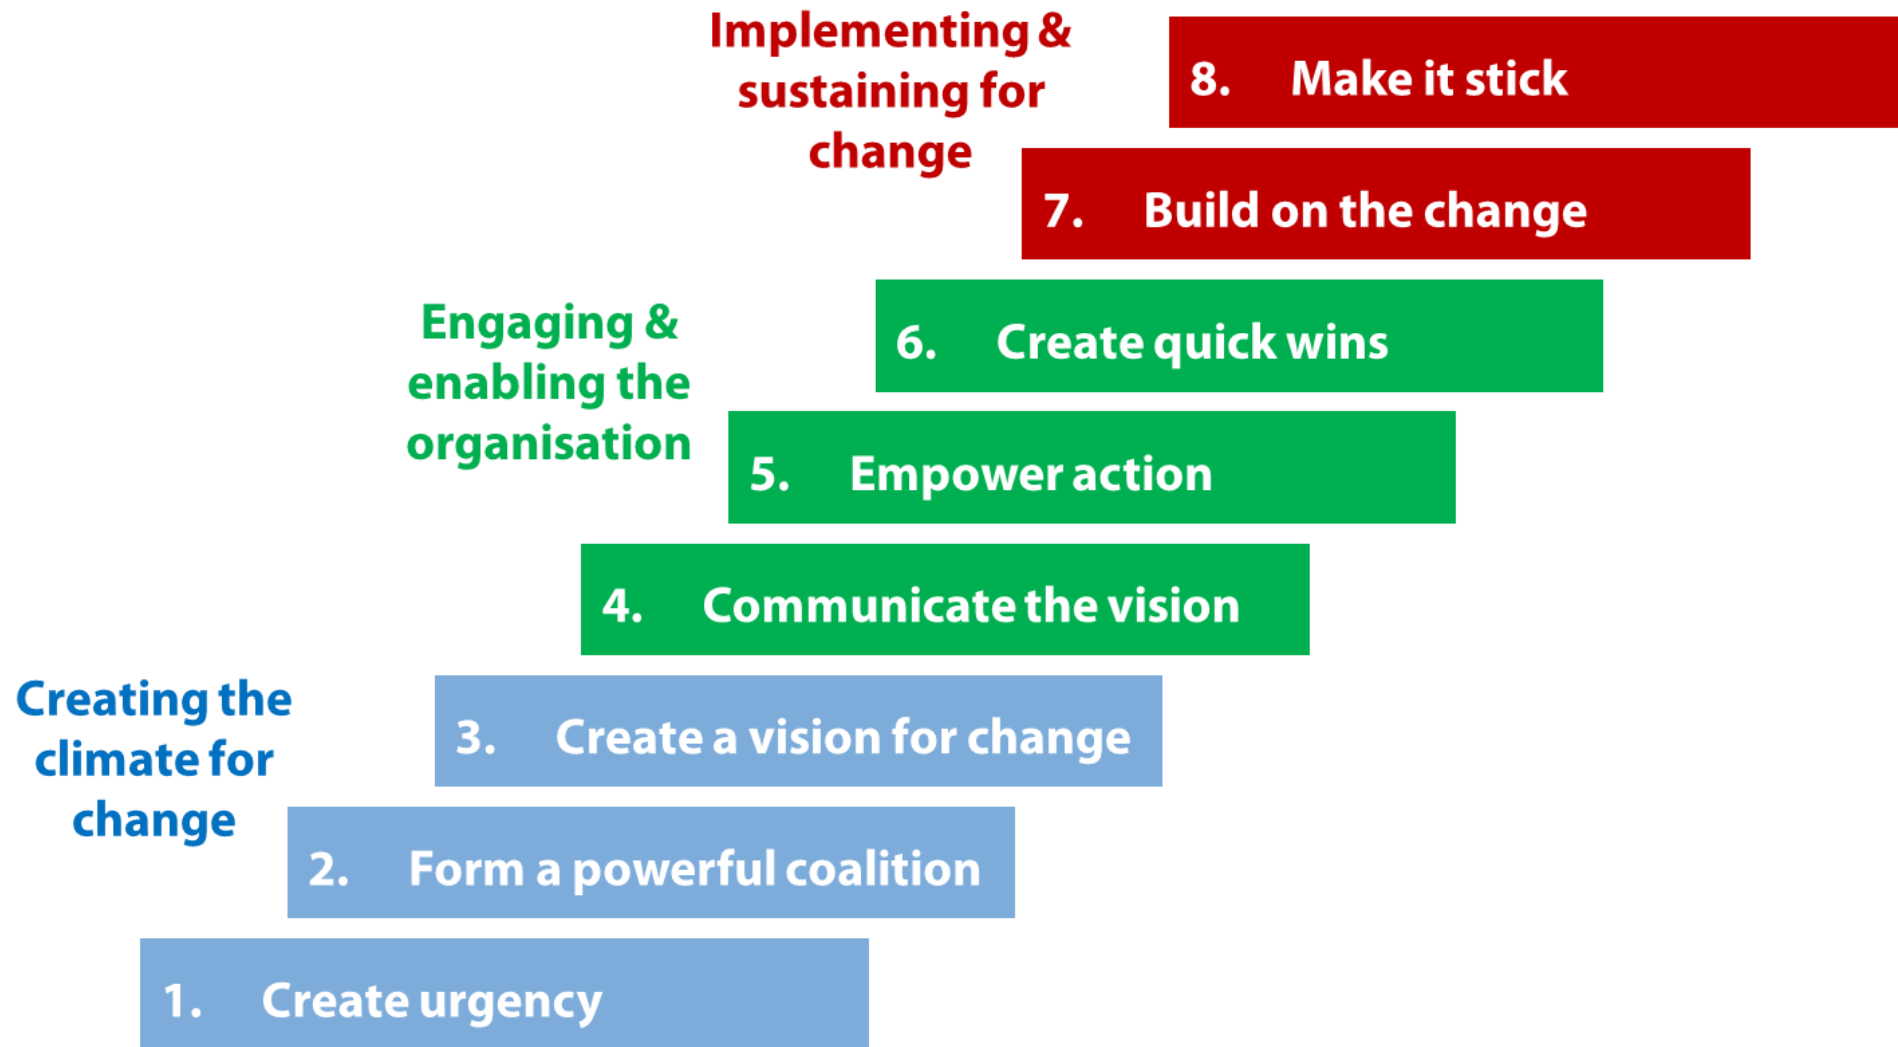 Implementing &
sustaining for
change
8. Make it stick
7. Build on the change
Engaging &
enabling the
organisation
6. Create quick wins
5. Empower action
4. Communicate the vision
Creating the
climate for
change
3. Create a vision for change
2. Form a powerful coalition
1. Create urgency